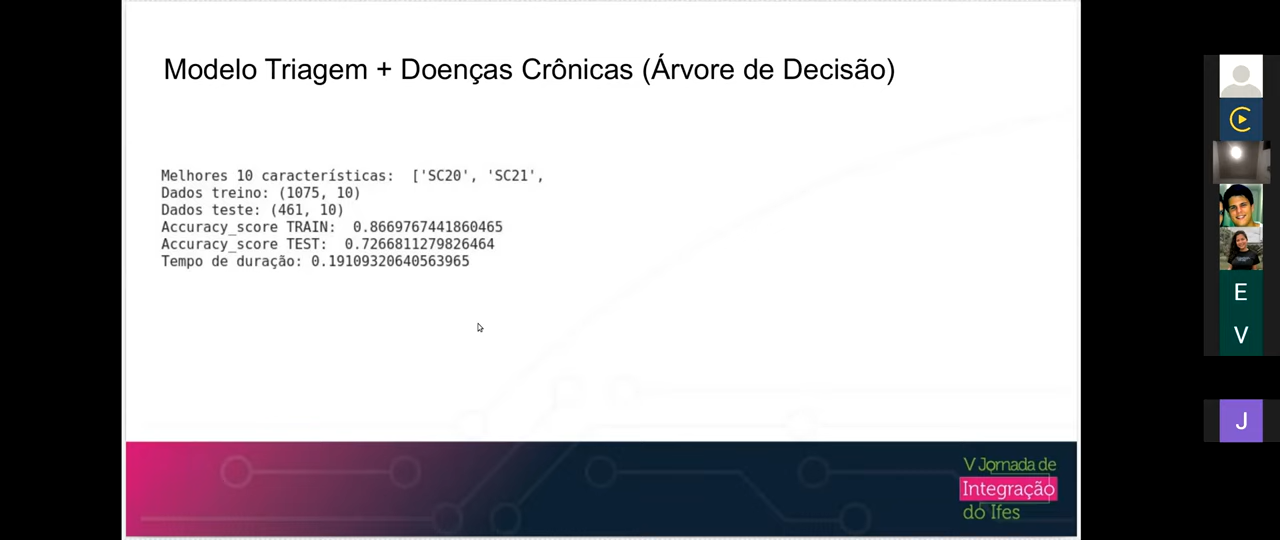 Modelo Triagem + Doenças Crônicas (Árvore de Decisão)
Melhores 10 características:  ['SC20', 'SC21',
Dados treino: (1075, 10)
Dados teste: (461, 10)
Accuracy_score TRAIN:  0.8669767441860465
Accuracy_score TEST:  0.7266811279826464
Tempo de duração: 0.19109320640563965
V Jornada de
Integração
do Ifes
E
V
J